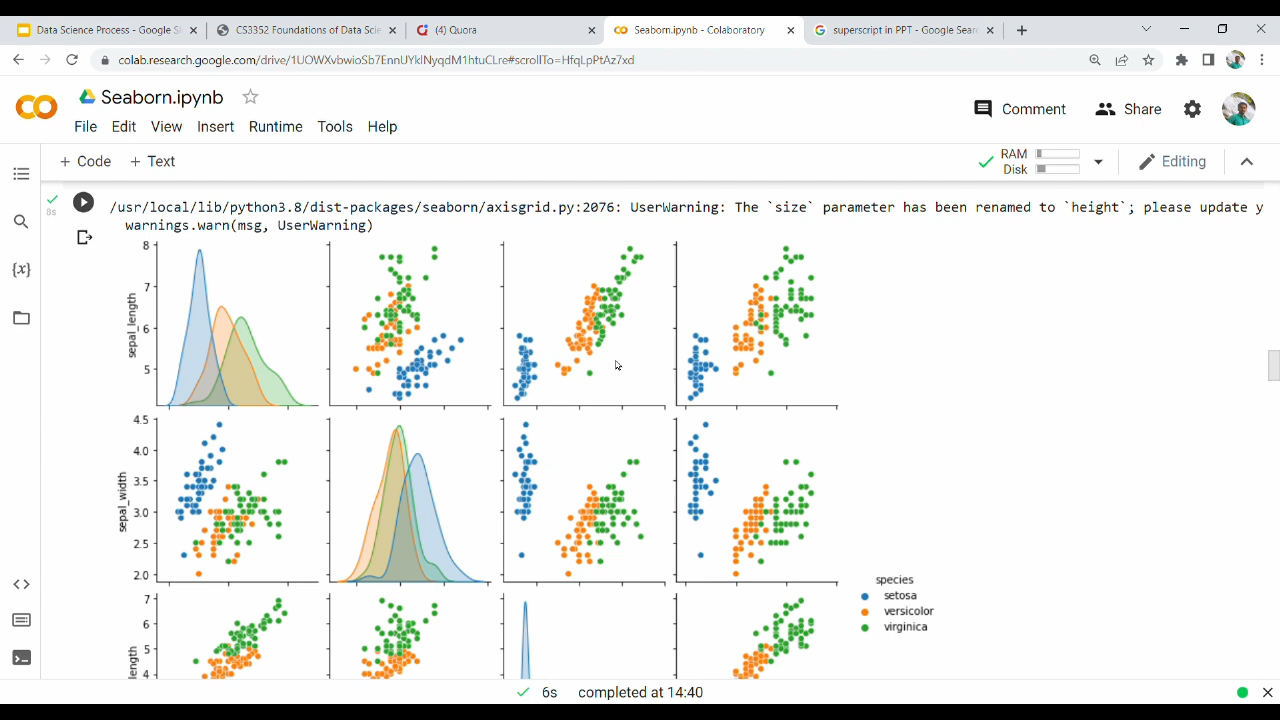 Data Science Process - Google Sl
CS3352 Foundations of Data Scie
(4) Quora
Seaborn.ipynb - Colaboratory
superscript in PPT - Google Searc
colab.research.google.com/drive/1UOWXvbwioSb7EnnUYklNyqdM1htuCLre#scrollTo=HfqLpPtAz7xd
Seaborn.ipynb
Comment
Share
File Edit View Insert Runtime Tools Help
+ Code + Text
RAM
Disk
Editing
8s
/usr/local/lib/python3.8/dist-packages/seaborn/axisgrid.py:2076: UserWarning: The `size` parameter has been renamed to `height`; please update y
warnings.warn(msg, UserWarning)
{x}
8
7
6
5
sepal_length
4.5
4.0
3.5
3.0
2.5
2.0
sepal_width
species
setosa
versicolor
virginica
7
6
5
4
length
6s completed at 14:40